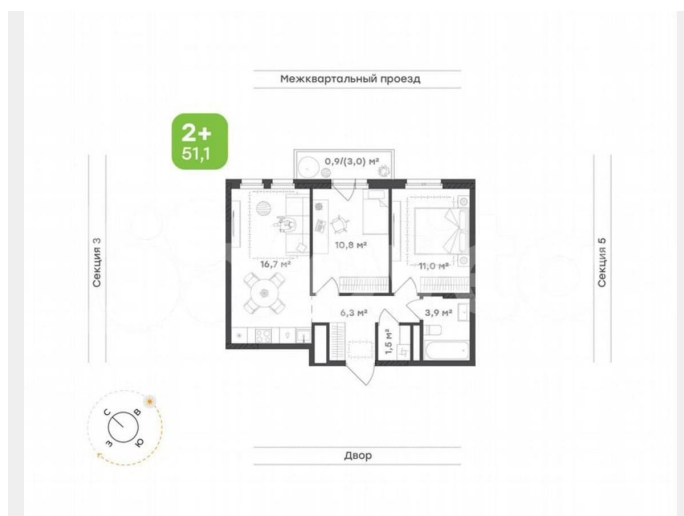 Межквартальный проезд
2+
51,1
0,9/(3,0) м²
16,7 м²
10,8 м²
11,0 м²
6,3 м²
3,9 м²
1,5 м²
Секция 3
Секция 5
С
В
З
Ю
Двор